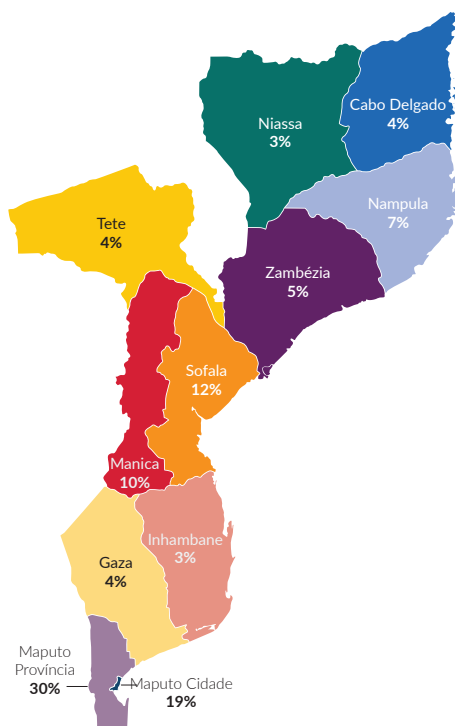 Cabo Delgado
4%
Niassa
3%
Nampula
7%
Tete
4%
Zambézia
5%
Sofala
12%
Manica
10%
Inhambane
3%
Gaza
4%
Maputo
Província
30%
Maputo Cidade
19%